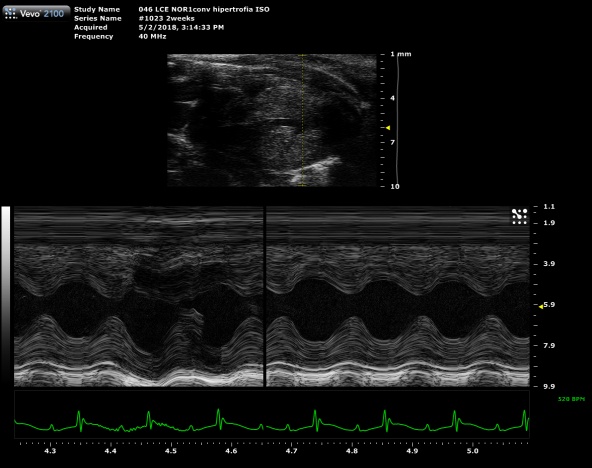 Vevo 2100
Study Name 046 LCE NOR1conv hipertrofia ISO
Series Name #1023 2weeks
Acquired 5/2/2018, 3:14:33 PM
Frequency 40 MHz
1 mm
4
7
10
1.1
1.9
3.9
5.9
7.9
9.9
520 BPM
4.3 4.4 4.5 4.6 4.7 4.8 4.9 5.0